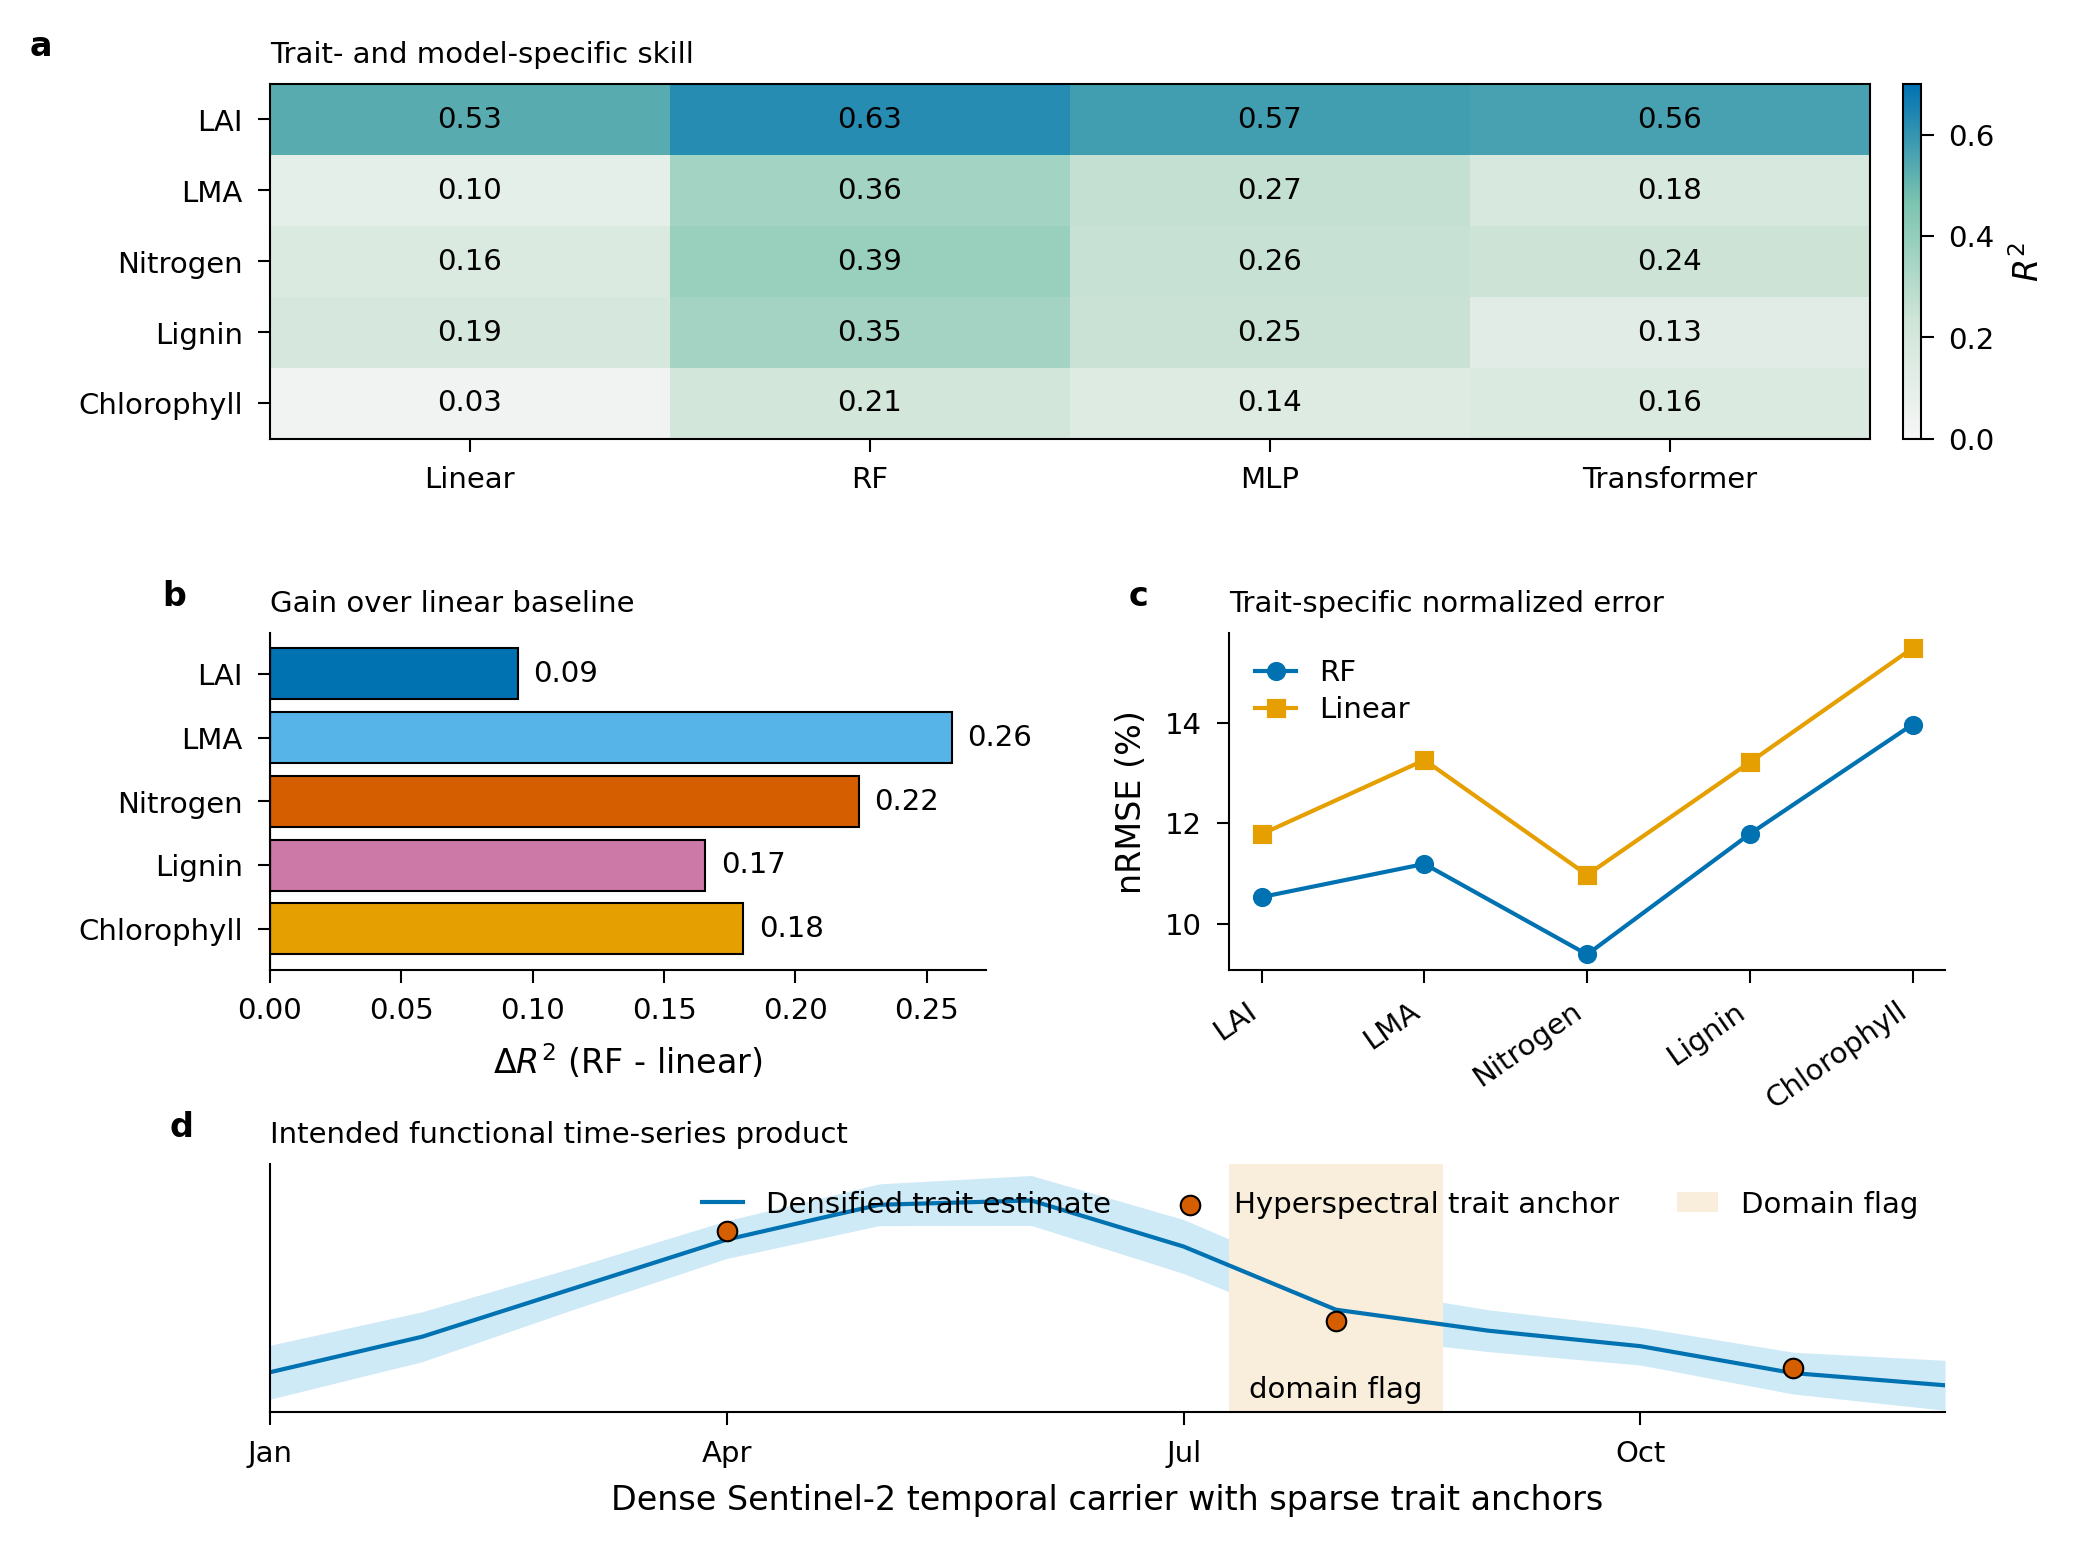 a
Trait- and model-specific skill
LAI 0.53 0.63 0.57 0.56
LMA 0.10 0.36 0.27 0.18
Nitrogen 0.16 0.39 0.26 0.24
Lignin 0.19 0.35 0.25 0.13
Chlorophyll 0.03 0.21 0.14 0.16
Linear RF MLP Transformer
0.6
0.4
0.2
0.0
R²
b
Gain over linear baseline
LAI 0.09
LMA 0.26
Nitrogen 0.22
Lignin 0.17
Chlorophyll 0.18
0.00 0.05 0.10 0.15 0.20 0.25
ΔR² (RF - linear)
c
Trait-specific normalized error
RF
Linear
14
12
10
nRMSE (%)
LAI LMA Nitrogen Lignin Chlorophyll
d
Intended functional time-series product
Densified trait estimate Hyperspectral trait anchor Domain flag
domain flag
Jan Apr Jul Oct
Dense Sentinel-2 temporal carrier with sparse trait anchors